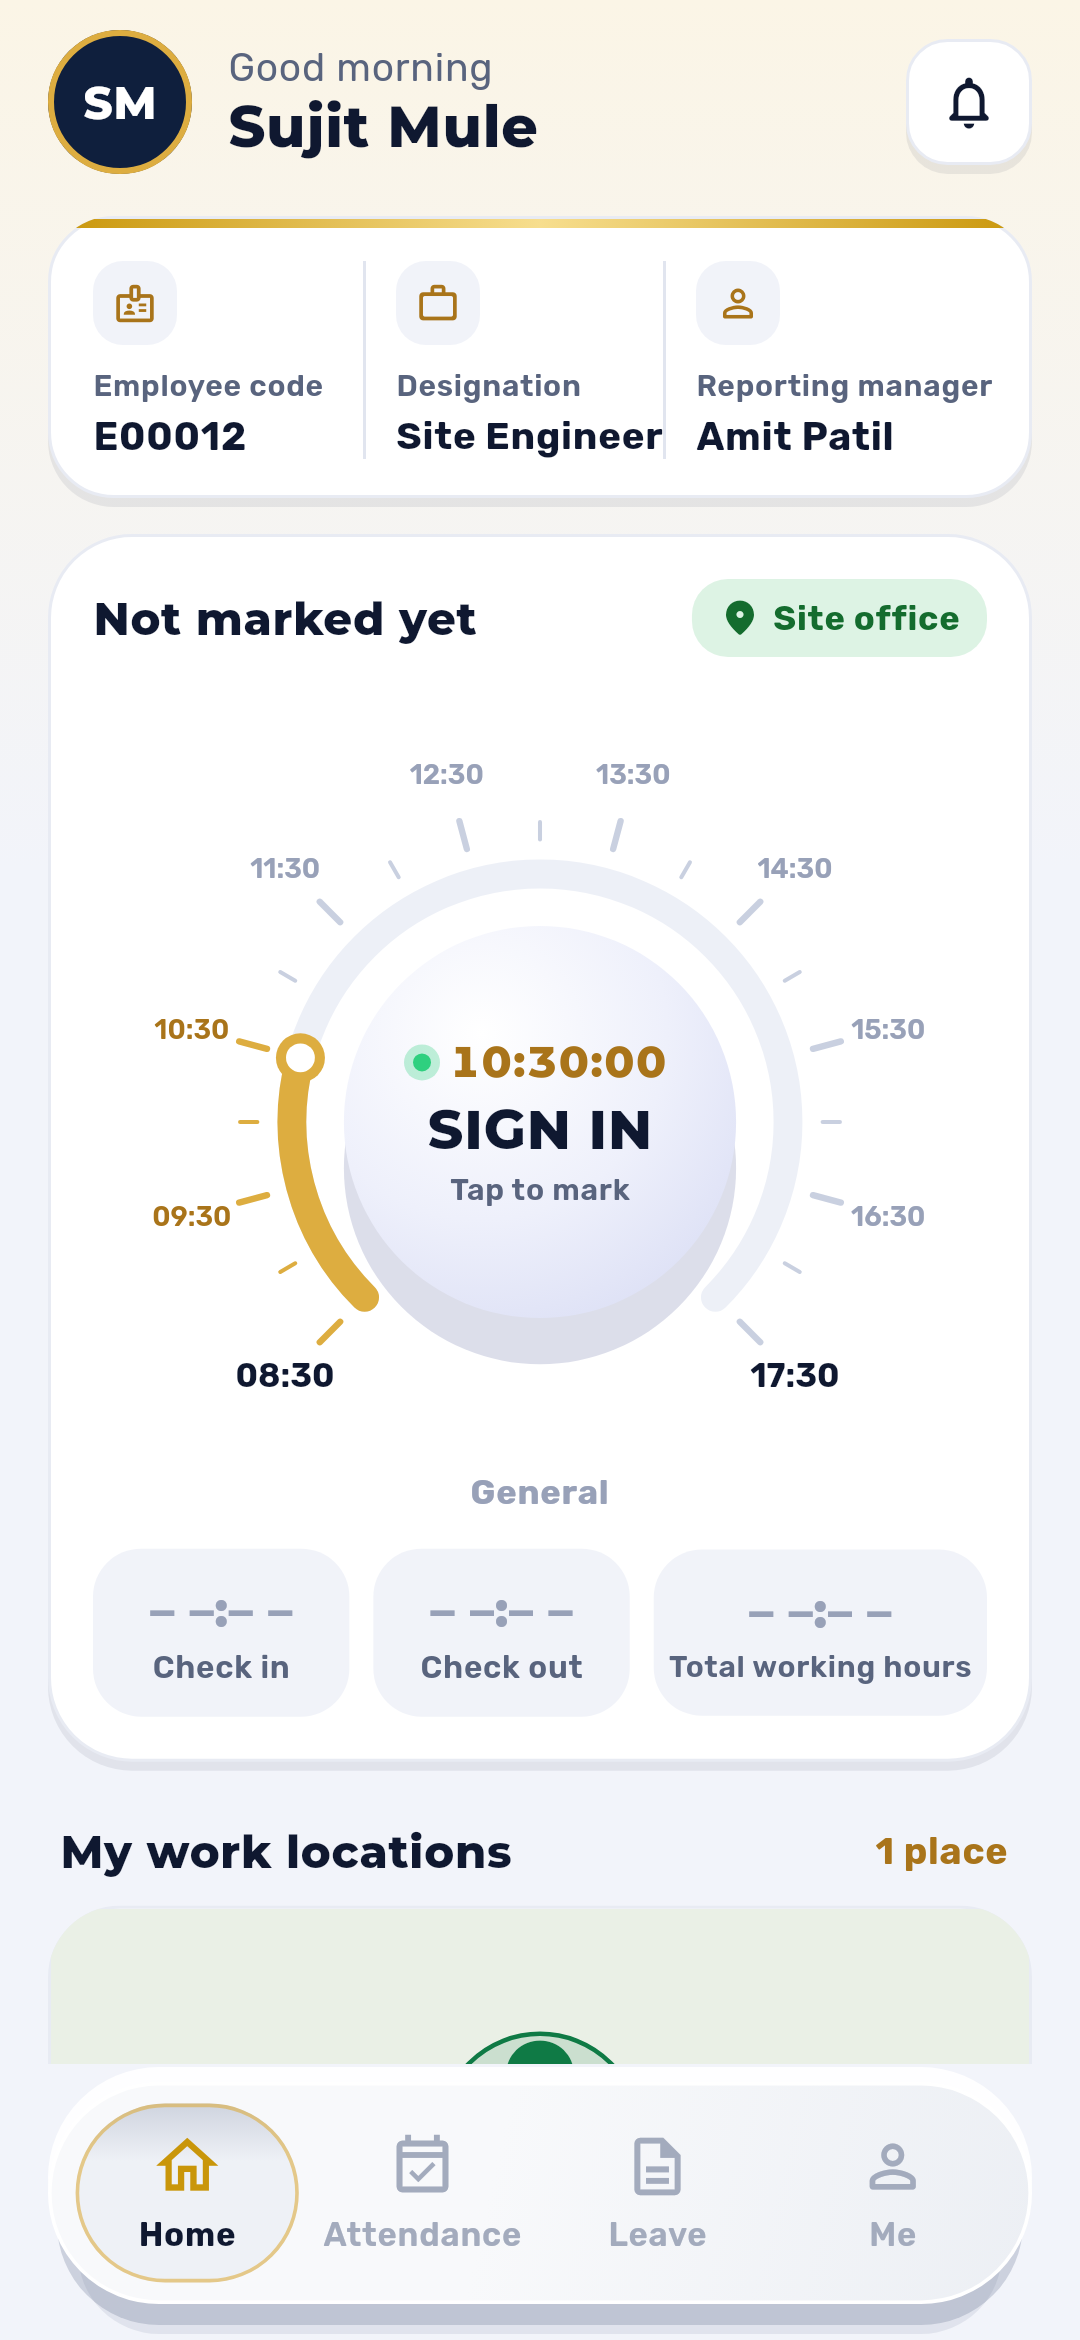 SM
Good morning
Sujit Mule
Employee code
E00012
Designation
Site Engineer
Reporting manager
Amit Patil
Not marked yet
Site office
12:30
13:30
11:30
14:30
10:30
15:30
10:30:00
SIGN IN
Tap to mark
09:30
16:30
08:30
17:30
General
– –:– –
Check in
– –:– –
Check out
– –:– –
Total working hours
My work locations
1 place
Home
Attendance
Leave
Me